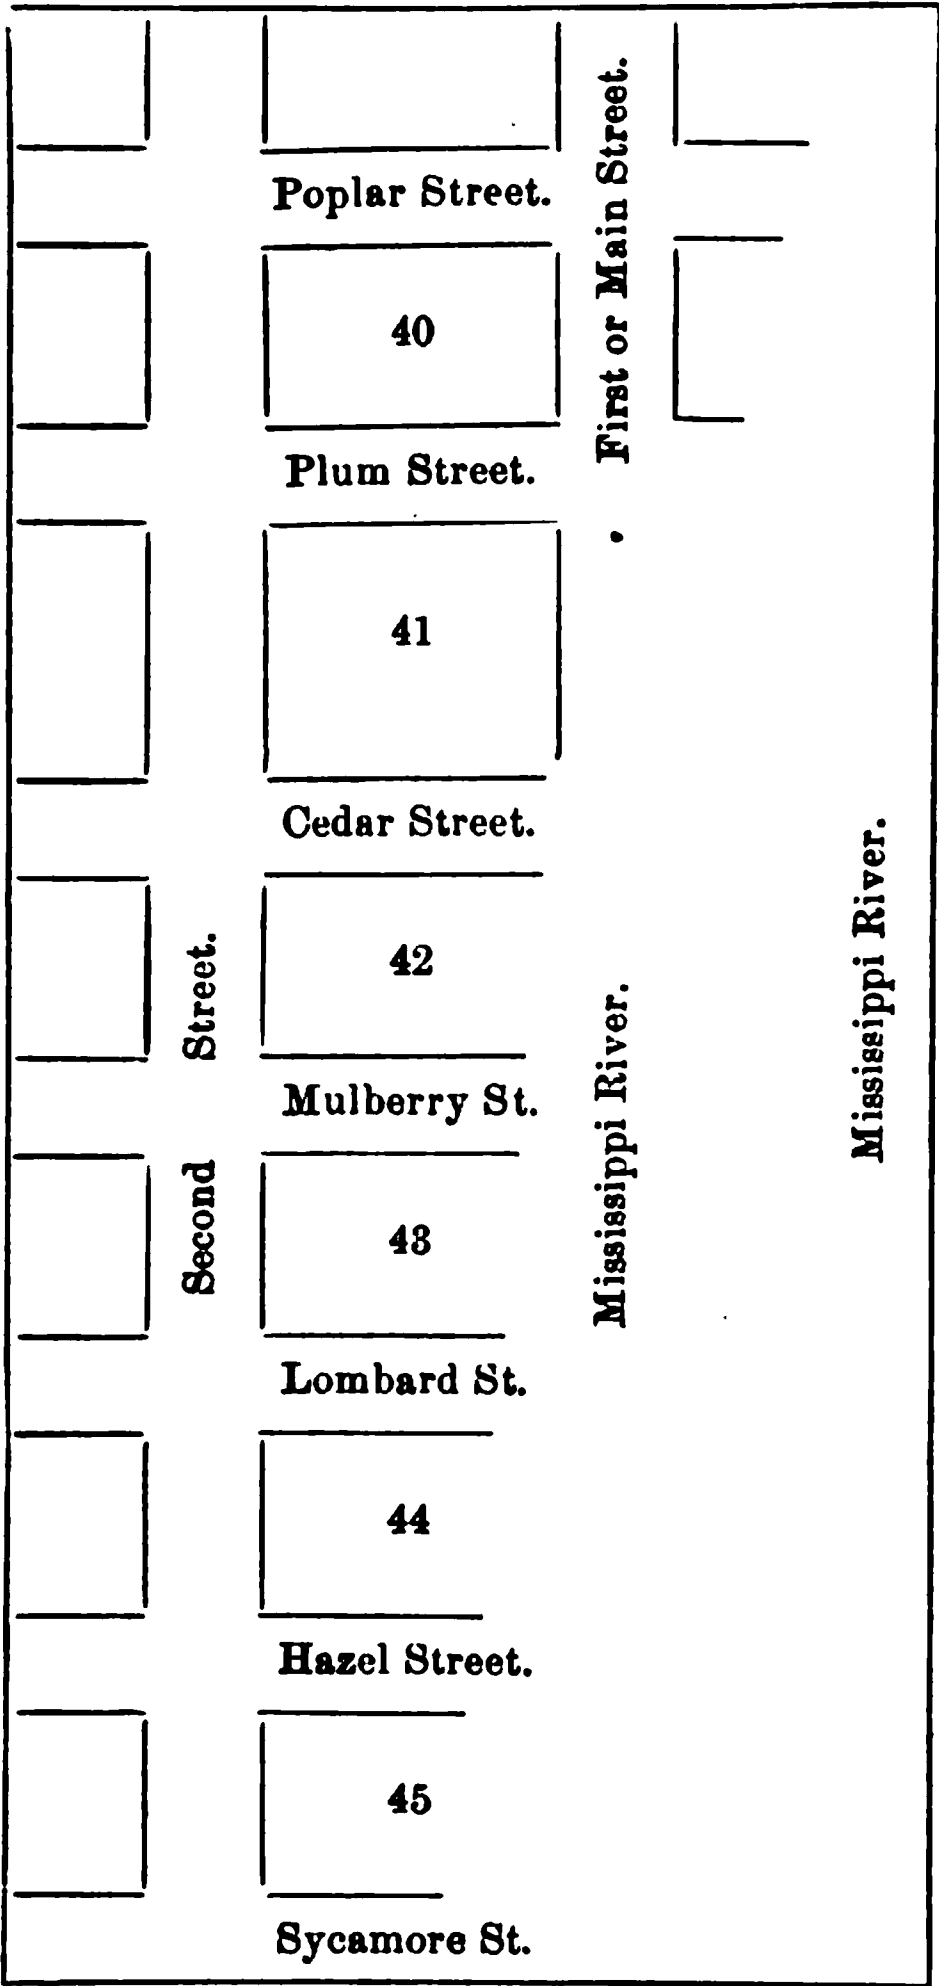 Poplar Street.
First or Main Street.
40
Plum Street.
41
Cedar Street.
42
Mulberry St.
Second Street.
Mississippi River.
Mississippi River.
43
Lombard St.
44
Hazel Street.
45
Sycamore St.